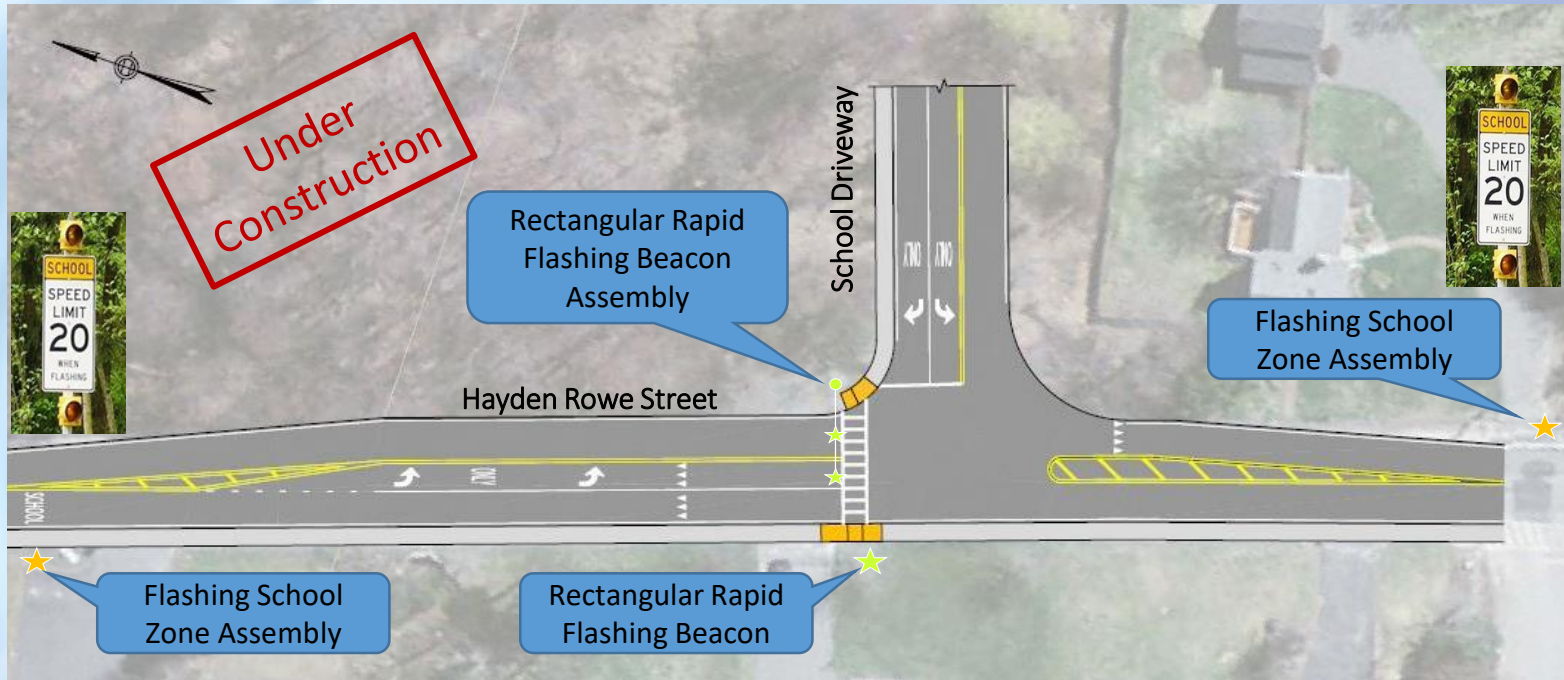 Under
Construction
SCHOOL
SPEED
LIMIT
20
WHEN
FLASHING
SCHOOL
SPEED
LIMIT
20
WHEN
FLASHING
Rectangular Rapid
Flashing Beacon
Assembly
School Driveway
ONLY
ONLY
Flashing School
Zone Assembly
Hayden Rowe Street
ONLY
SCHOOL
Flashing School
Zone Assembly
Rectangular Rapid
Flashing Beacon